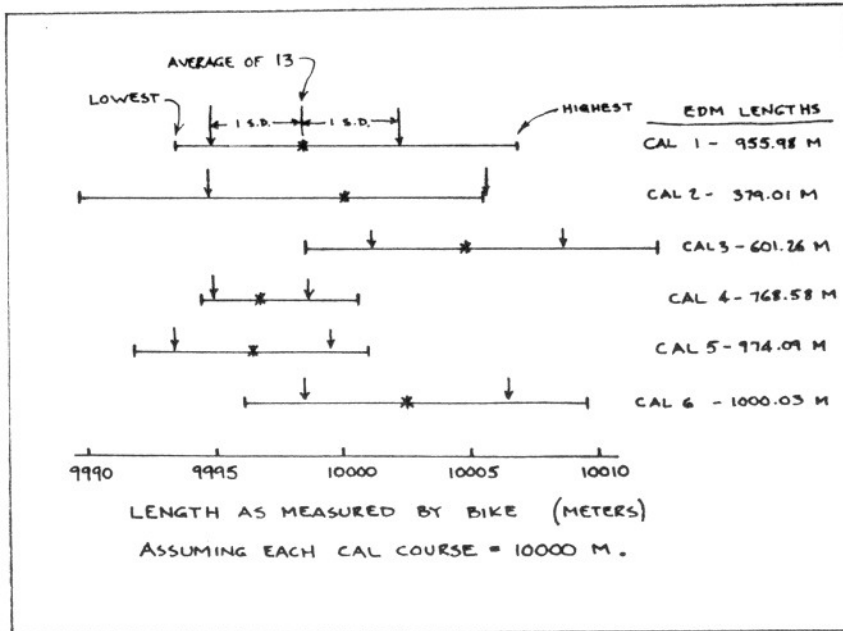 AVERAGE OF 13
LOWEST
1 S.D.
1 S.D.
HIGHEST
EDM LENGTHS
CAL 1 - 955.98 M
CAL 2 - 379.01 M
CAL 3 - 601.26 M
CAL 4 - 768.58 M
CAL 5 - 974.09 M
CAL 6 - 1000.03 M
9990 9995 10000 10005 10010
LENGTH AS MEASURED BY BIKE (METERS)
ASSUMING EACH CAL COURSE = 10000 M.